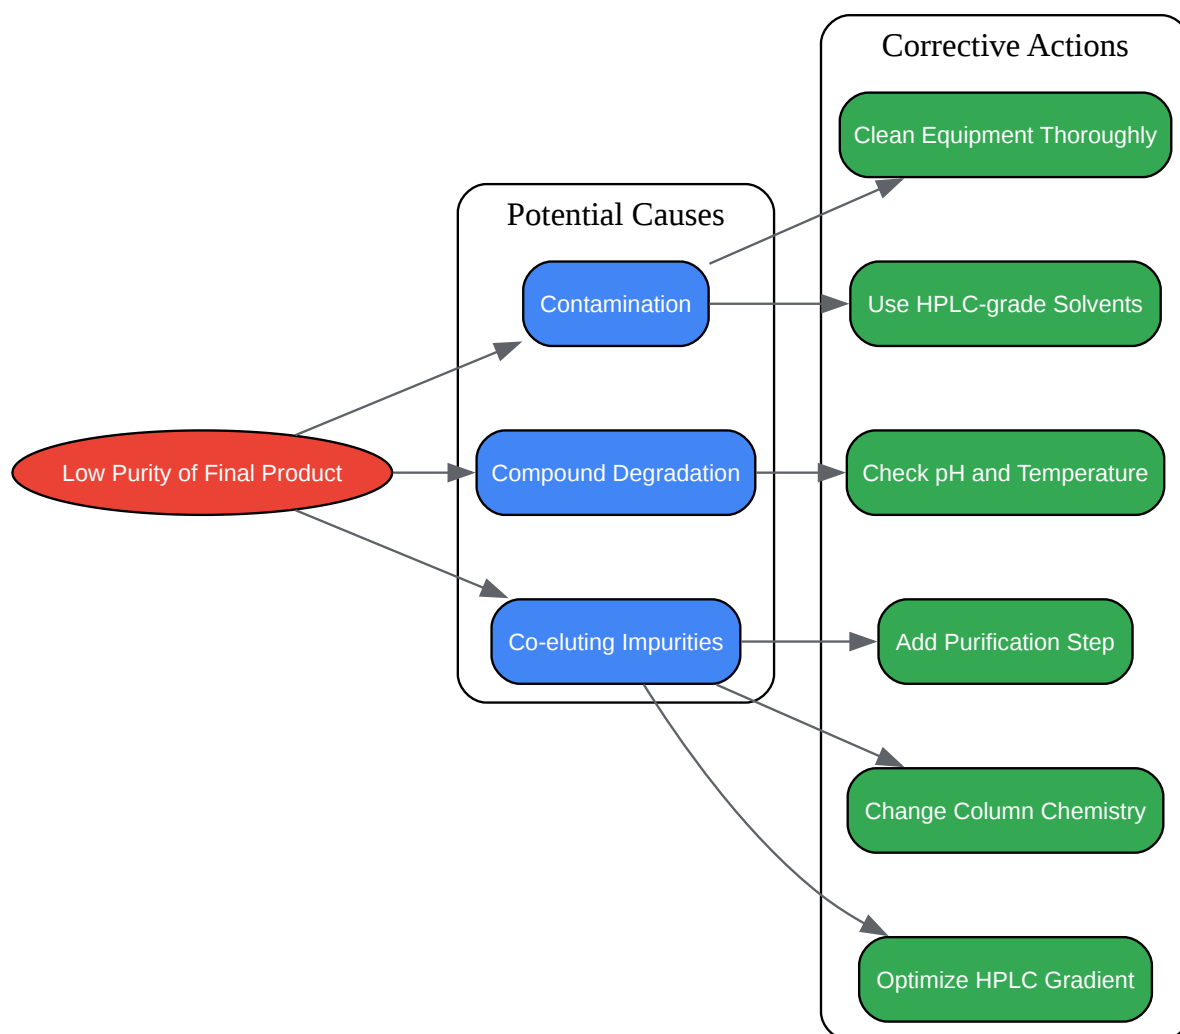 Corrective Actions
Clean Equipment Thoroughly
Potential Causes
Contamination
Use HPLC-grade Solvents
Low Purity of Final Product
Compound Degradation
Check pH and Temperature
Co-eluting Impurities
Add Purification Step
Change Column Chemistry
Optimize HPLC Gradient